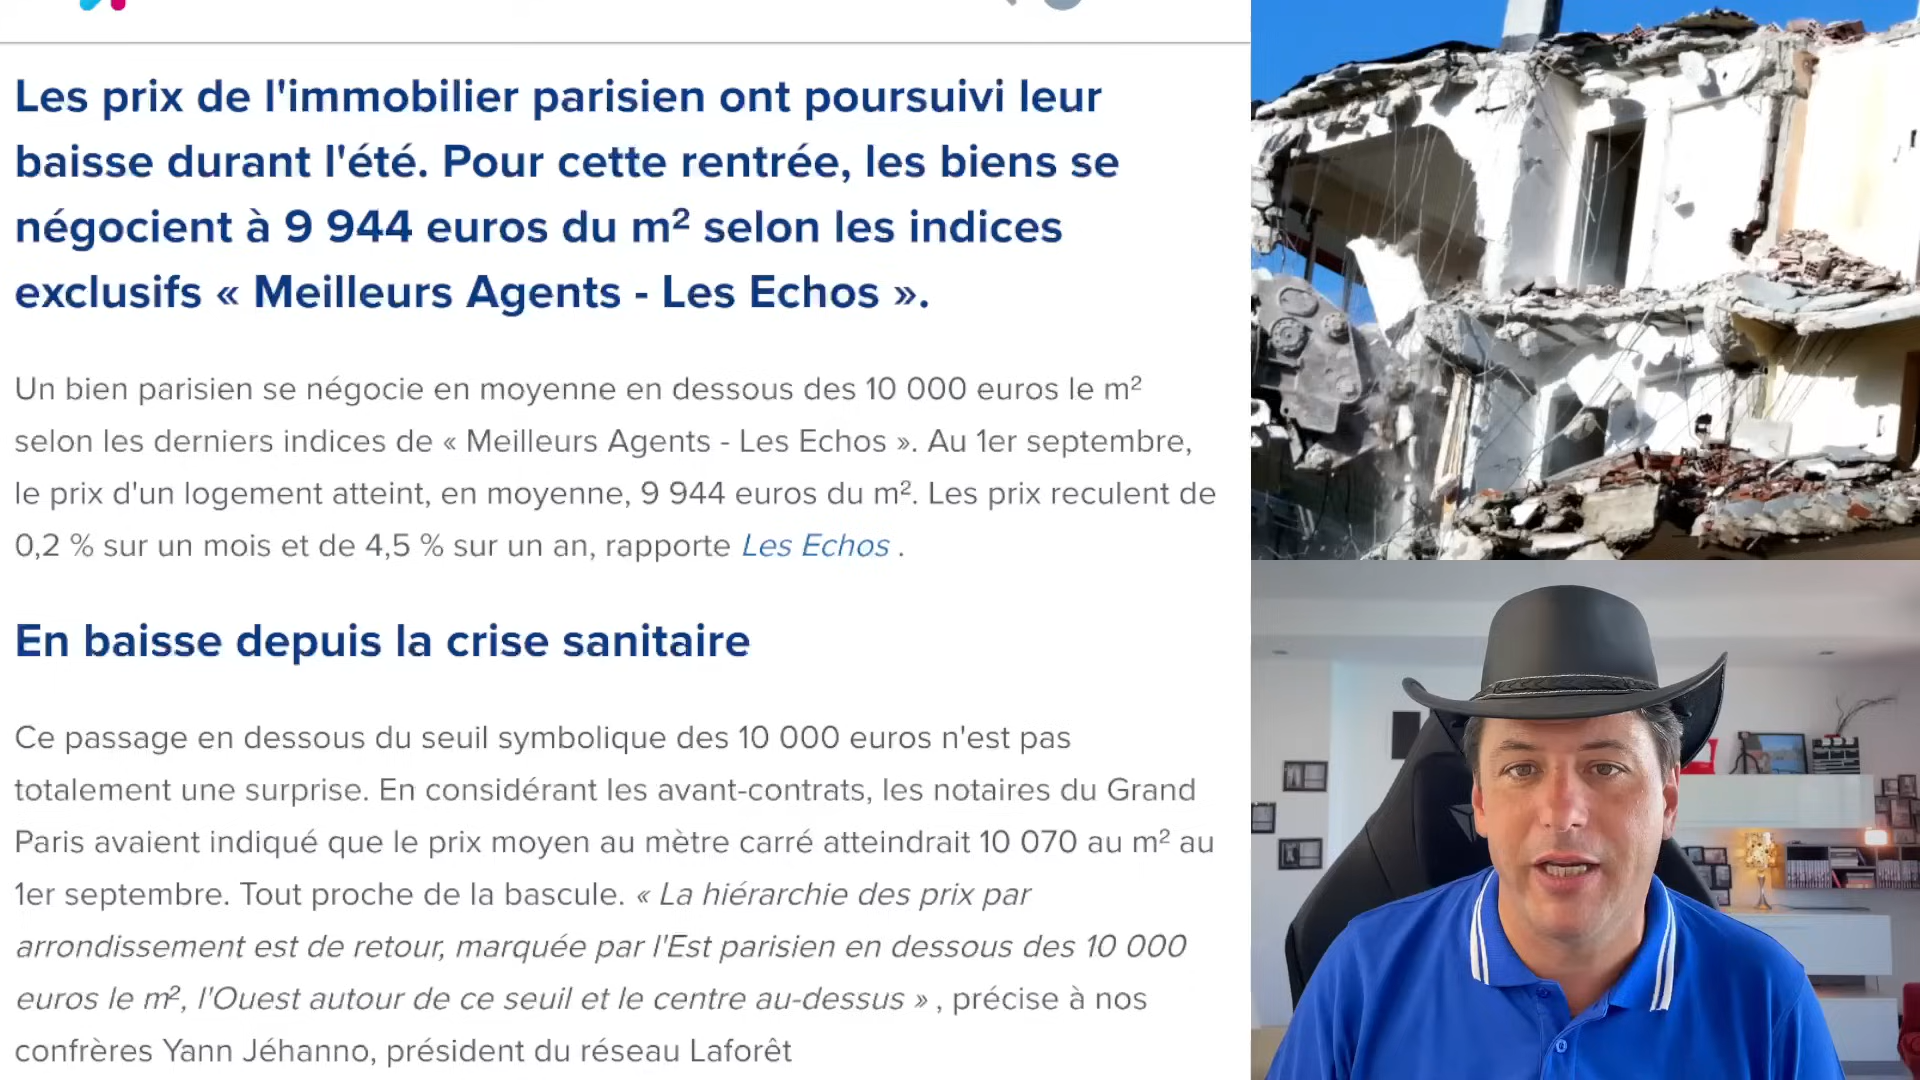 Les prix de l'immobilier parisien ont poursuivi leur
baisse durant l'été. Pour cette rentrée, les biens se
négocient à 9 944 euros du m² selon les indices
exclusifs « Meilleurs Agents - Les Echos ».
Un bien parisien se négocie en moyenne en dessous des 10 000 euros le m²
selon les derniers indices de « Meilleurs Agents - Les Echos ». Au 1er septembre,
le prix d'un logement atteint, en moyenne, 9 944 euros du m². Les prix reculent de
0,2 % sur un mois et de 4,5 % sur un an, rapporte Les Echos .
En baisse depuis la crise sanitaire
Ce passage en dessous du seuil symbolique des 10 000 euros n'est pas
totalement une surprise. En considérant les avant-contrats, les notaires du Grand
Paris avaient indiqué que le prix moyen au mètre carré atteindrait 10 070 au m² au
1er septembre. Tout proche de la bascule. « La hiérarchie des prix par
arrondissement est de retour, marquée par l'Est parisien en dessous des 10 000
euros le m², l'Ouest autour de ce seuil et le centre au-dessus » , précise à nos
confrères Yann Jéhanno, président du réseau Laforêt